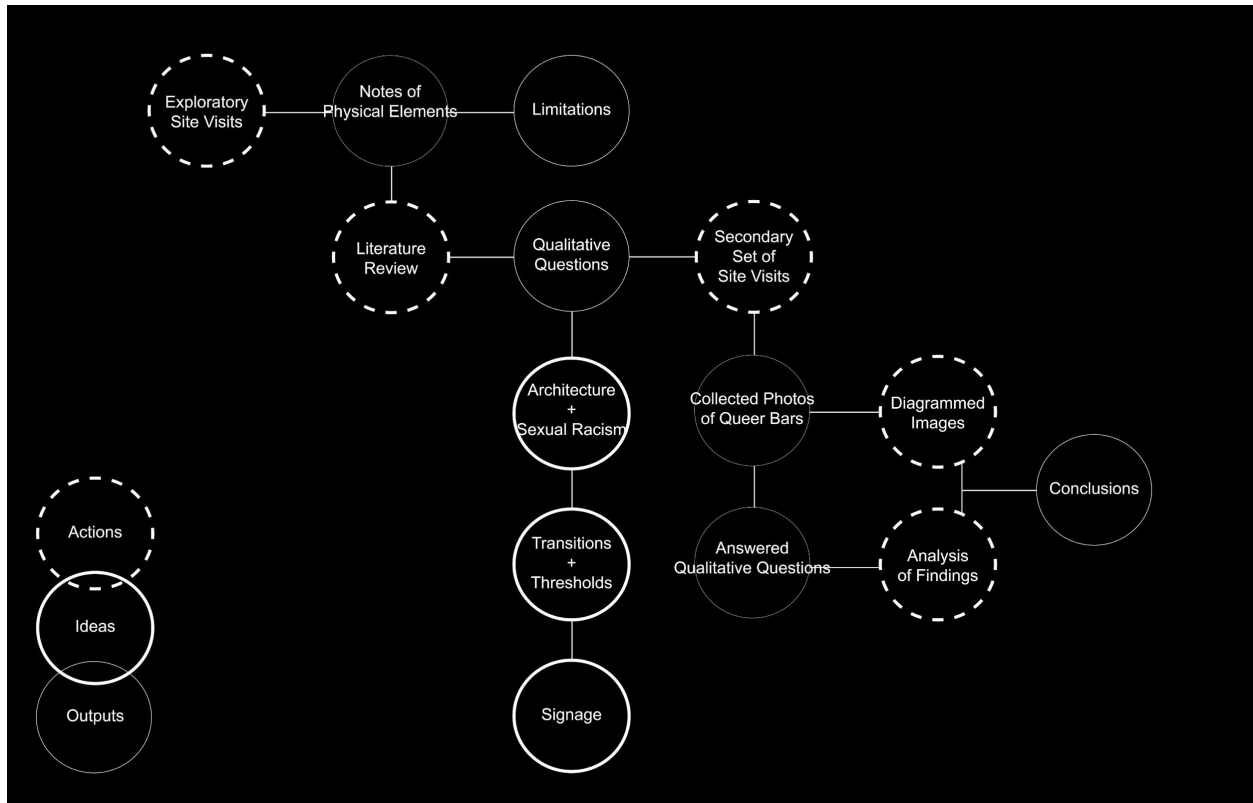 Exploratory
Site Visits
Notes of
Physical Elements
Limitations
Literature
Review
Qualitative
Questions
Secondary
Set of
Site Visits
Architecture
+
Sexual Racism
Collected Photos
of Queer Bars
Diagrammed
Images
Conclusions
Transitions
+
Thresholds
Answered
Qualitative Questions
Analysis
of Findings
Signage
Actions
Ideas
Outputs